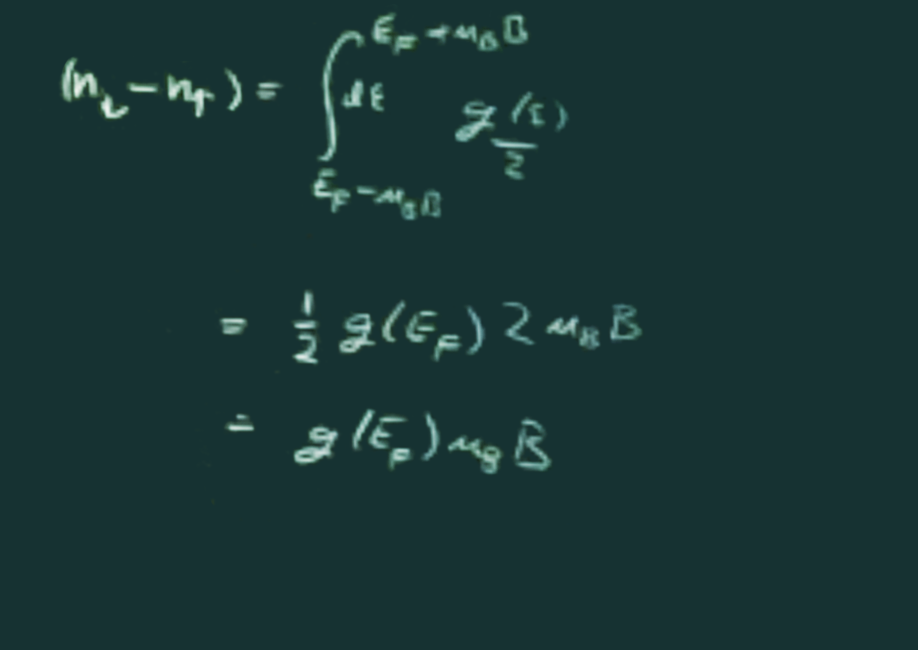 (n↓ − n↑) = ∫_{E_F − μ_B B}^{E_F + μ_B B} dE g(E)/2
= 1/2 g(E_F) 2 μ_B B
= g(E_F) μ_B B